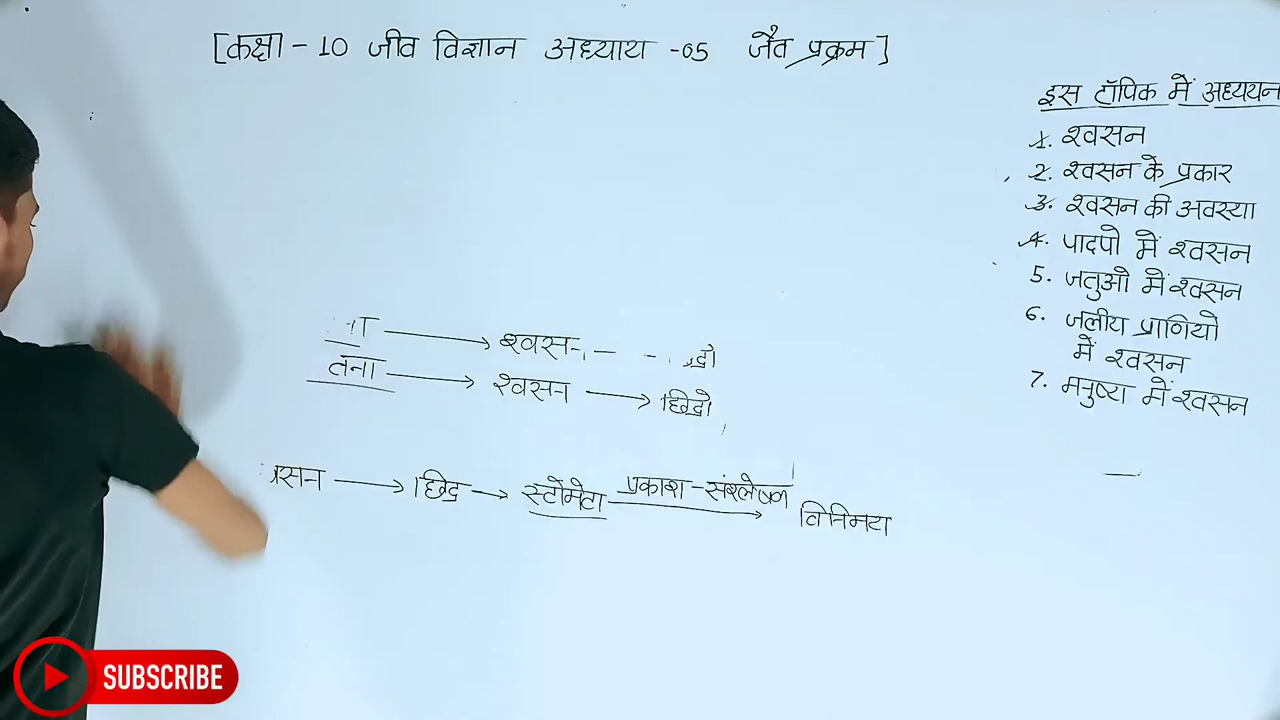 [कक्षा - 10 जीव विज्ञान अध्याय -05 जैव प्रक्रम]
इस टॉपिक में अध्ययन
1. श्वसन
2. श्वसन के प्रकार
3. श्वसन की अवस्था
4. पादपो में श्वसन
5. जतुओ में श्वसन
6. जलीय प्राणियो
में श्वसन
7. मनुष्य में श्वसन
तना → श्वसन → छिद्रो
→ छिद्र → स्टोमेटा प्रकाश-संश्लेषण → विनिमय
SUBSCRIBE